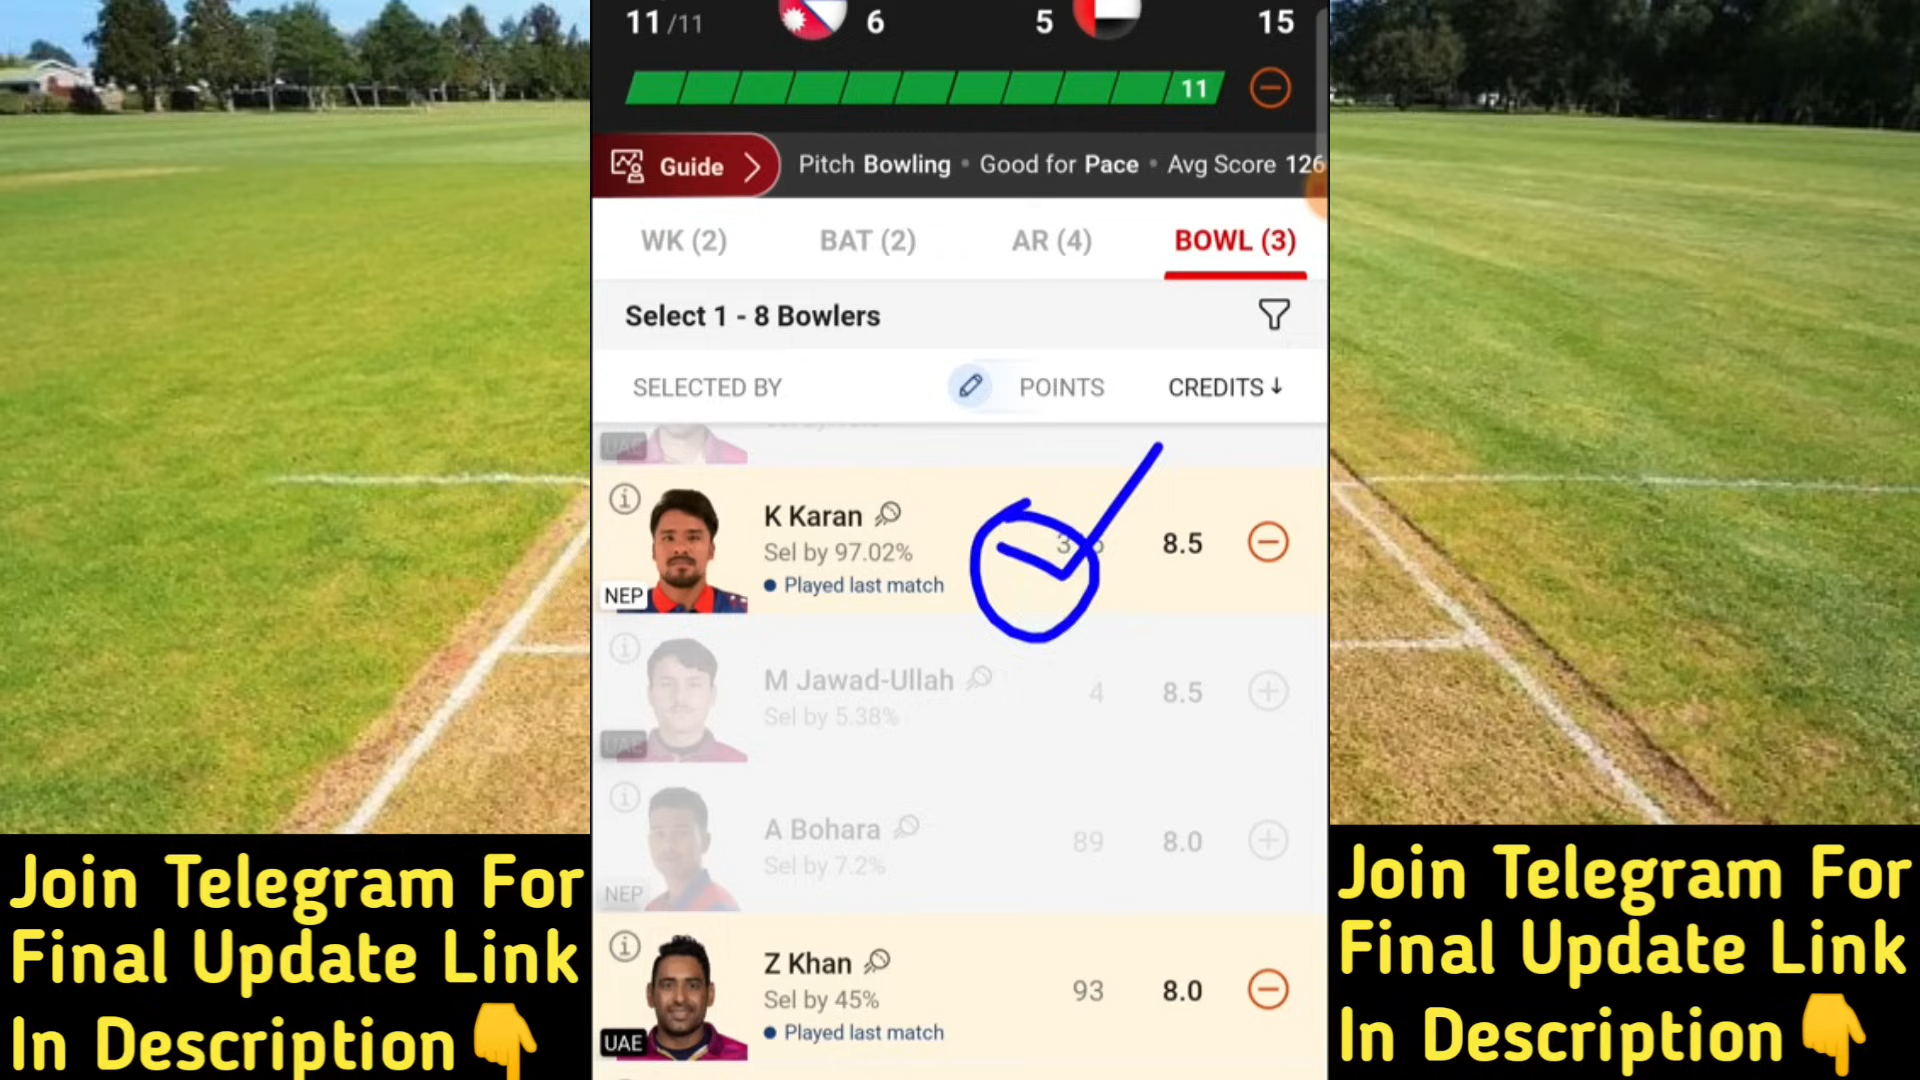 11/11 6 5 15
11
Guide Pitch Bowling • Good for Pace • Avg Score 126
WK (2) BAT (2) AR (4) BOWL (3)
Select 1 - 8 Bowlers
SELECTED BY POINTS CREDITS ↓
UAE
K Karan
Sel by 97.02% 8.5
• Played last match
NEP
M Jawad-Ullah
Sel by 5.38% 4 8.5
UAE
A Bohara
Sel by 7.2% 89 8.0
NEP
Z Khan
Sel by 45% 93 8.0
• Played last match
UAE
Join Telegram For
Final Update Link
In Description👇
Join Telegram For
Final Update Link
In Description👇